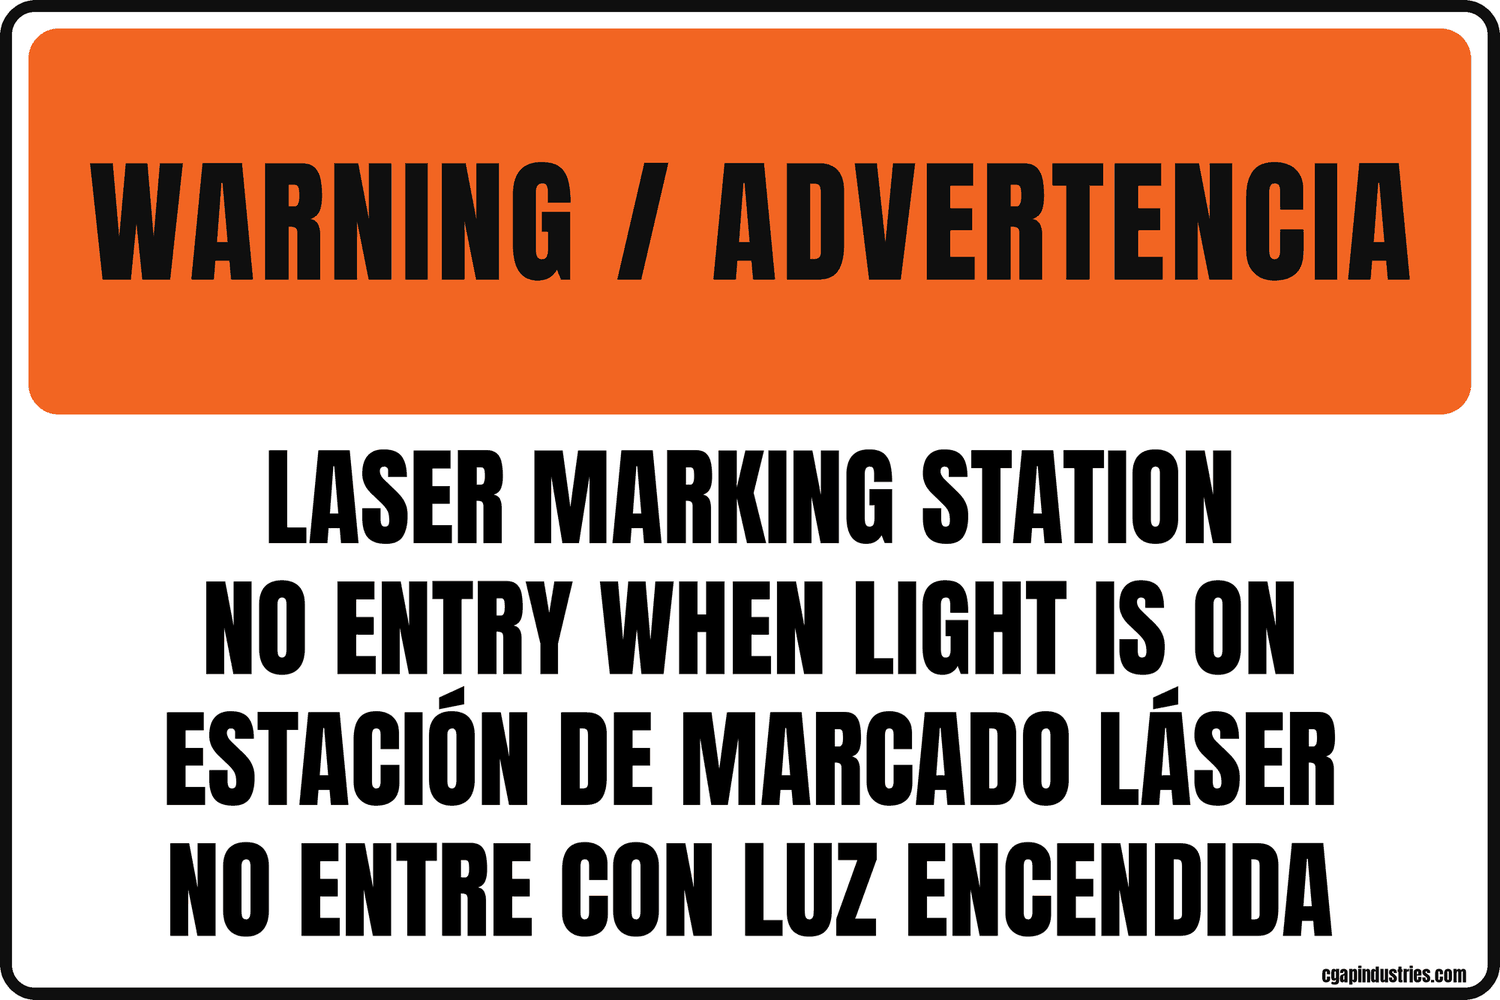 WARNING / ADVERTENCIA
LASER MARKING STATION
NO ENTRY WHEN LIGHT IS ON
ESTACIÓN DE MARCADO LÁSER
NO ENTRE CON LUZ ENCENDIDA
cgapindustries.com